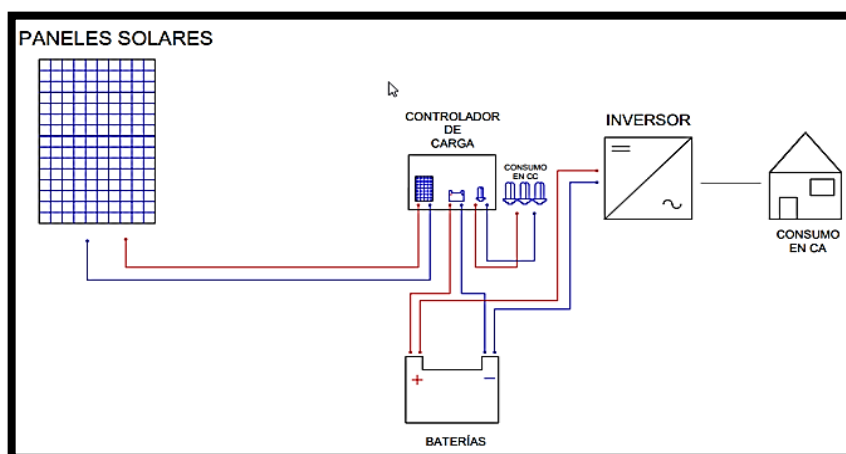 PANELES SOLARES
CONTROLADOR
DE
CARGA
CONSUMO
EN CC
INVERSOR
CONSUMO
EN CA
+
−
BATERÍAS